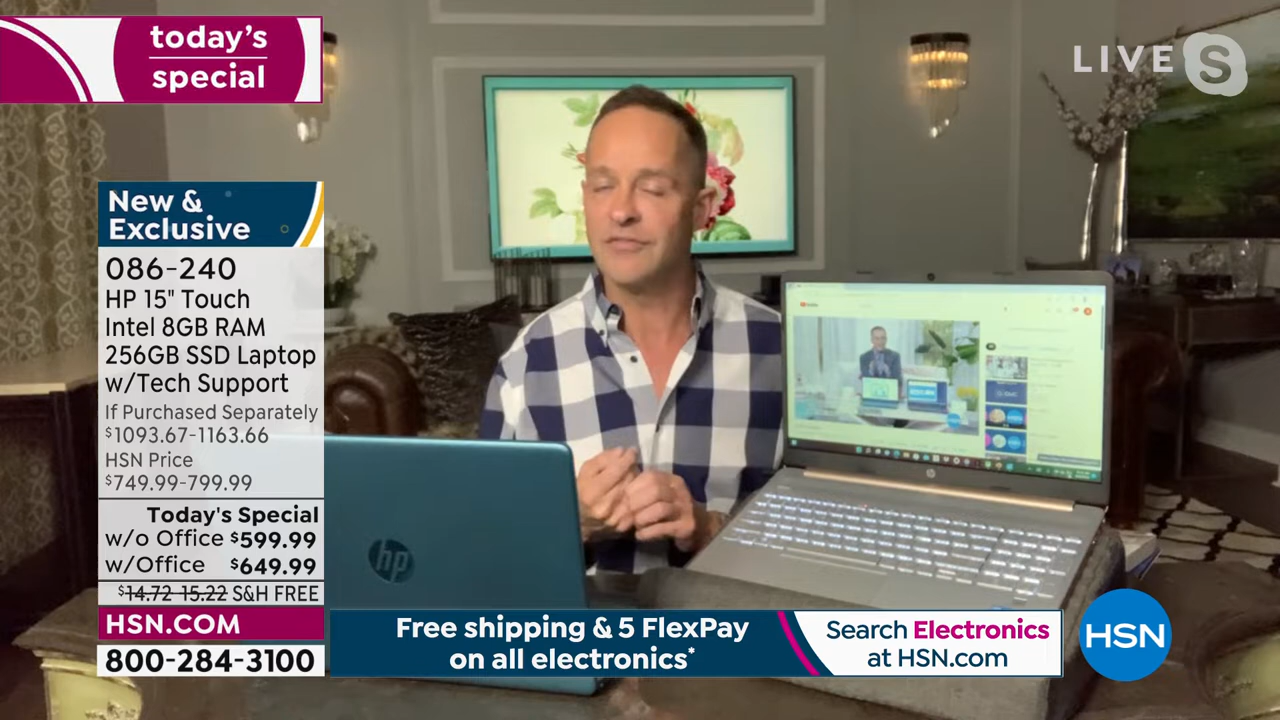 today's
special
LIVE S
New &
Exclusive
086-240
HP 15" Touch
Intel 8GB RAM
256GB SSD Laptop
w/Tech Support
If Purchased Separately
$1093.67-1163.66
HSN Price
$749.99-799.99
Today's Special
w/o Office $599.99
w/Office $649.99
$14.72-15.22 S&H FREE
HSN.COM
800-284-3100
hp
hp
Free shipping & 5 FlexPay
on all electronics*
Search Electronics
at HSN.com
HSN